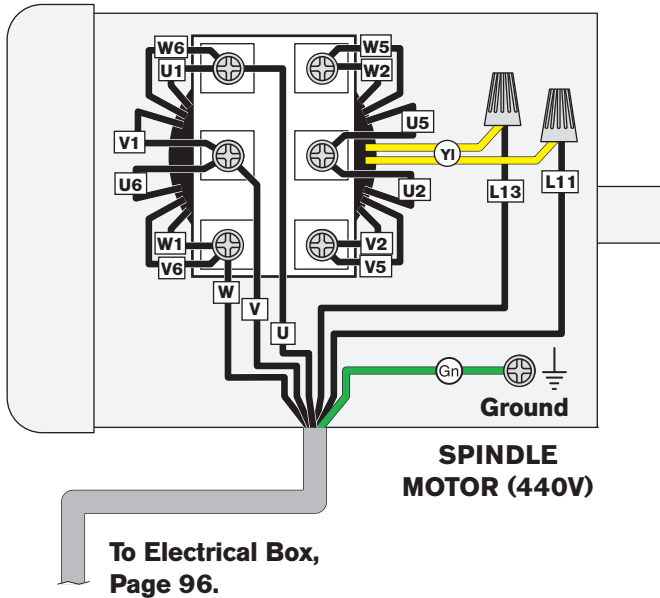 W6
W5
U1
W2
U5
V1
Yl
U6
U2
L13
L11
W1
V2
V6
V5
W
V
U
Gn
Ground
SPINDLE
MOTOR (440V)
To Electrical Box,
Page 96.